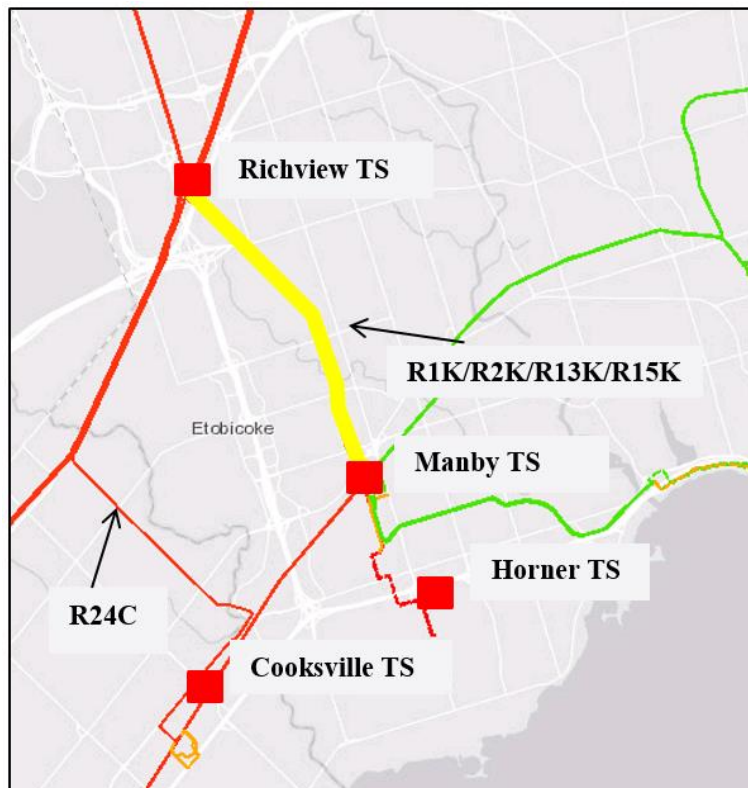 Richview TS
R1K/R2K/R13K/R15K
Etobicoke
Manby TS
Horner TS
R24C
Cooksville TS